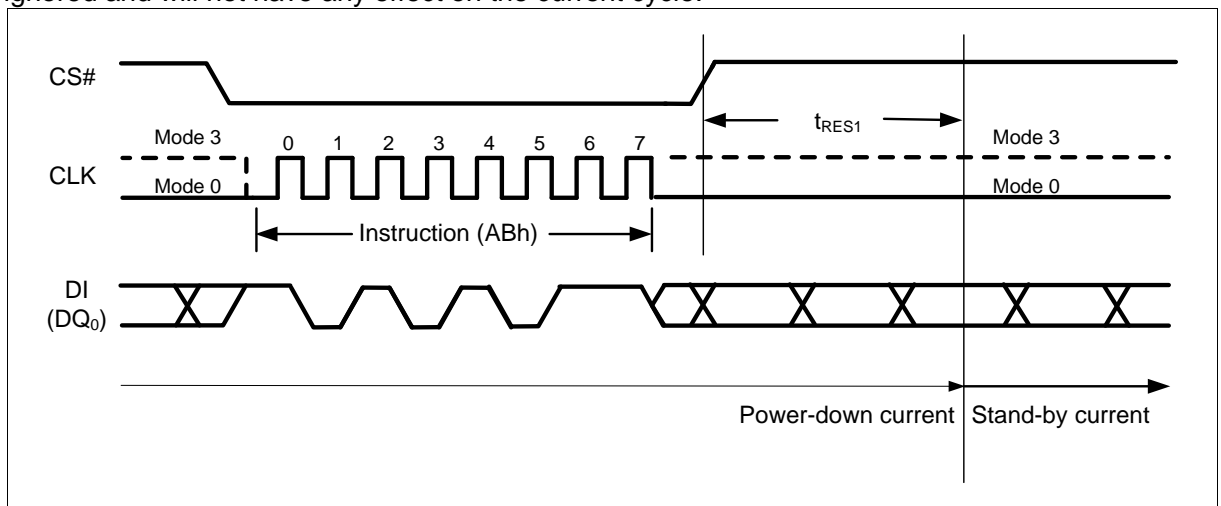 ignored and will not have any effect on the current cycle.
CS#
tRES1
Mode 3
0 1 2 3 4 5 6 7
Mode 3
CLK
Mode 0
Mode 0
Instruction (ABh)
DI
(DQ0)
Power-down current
Stand-by current